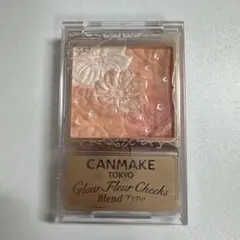 CANMAKE
TOKYO
Glow Fleur Cheeks
Blend Type